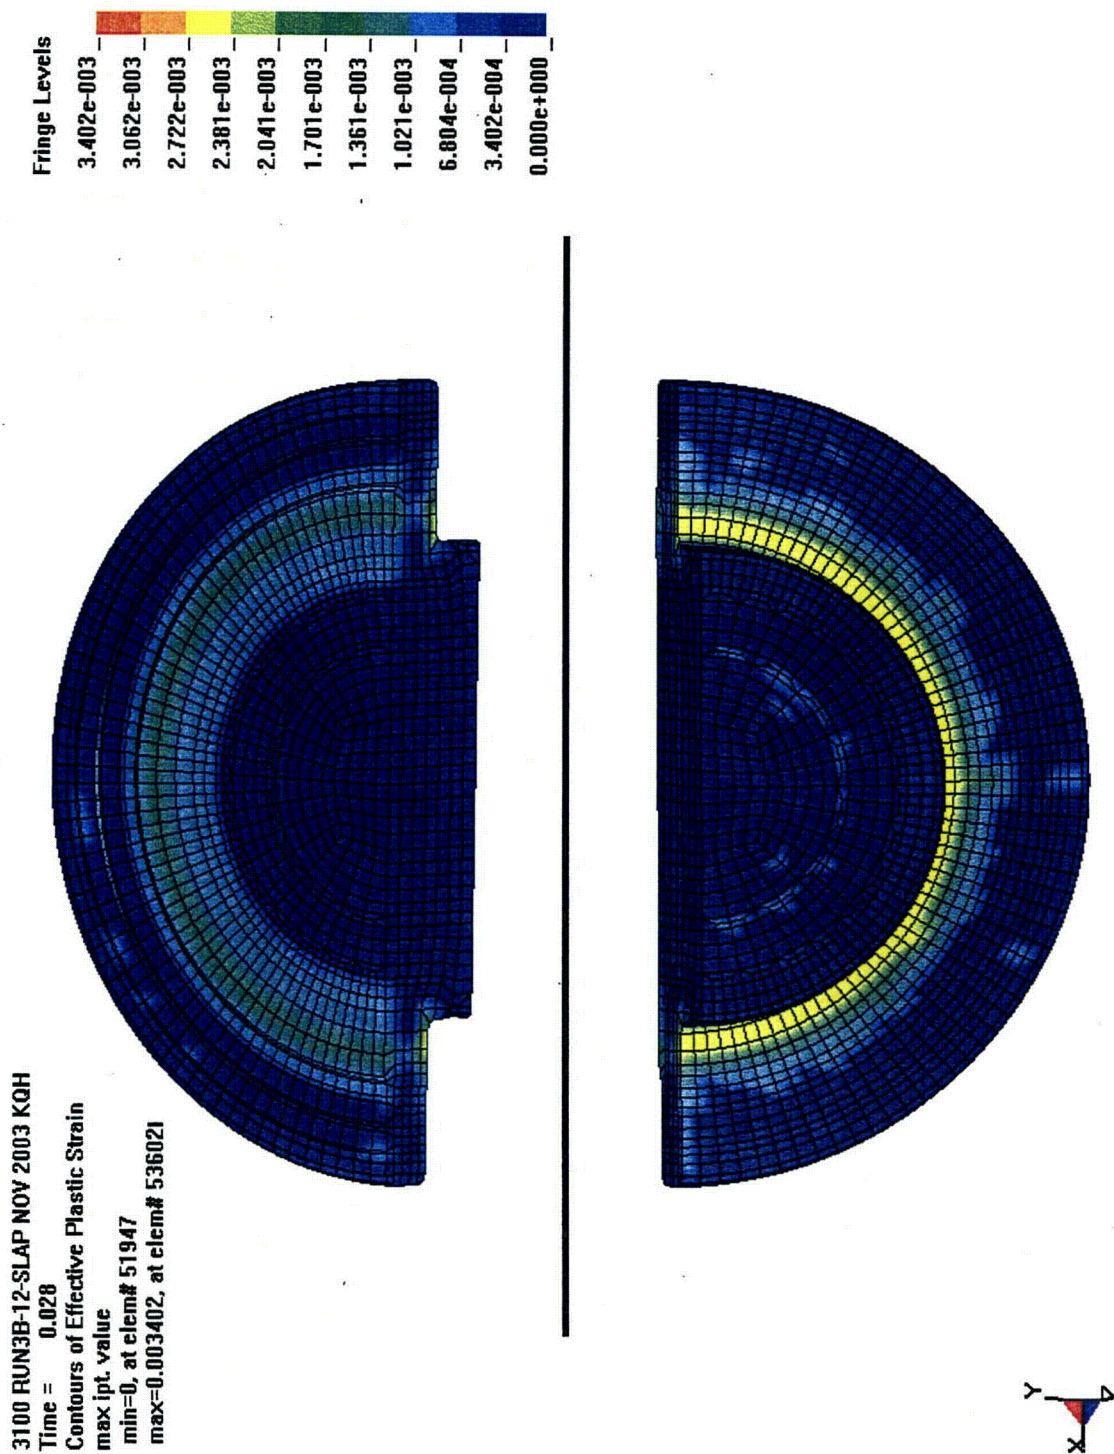 3100 RUN3B-12-SLAP NOV 2003 KQH
Time = 0.028
Contours of Effective Plastic Strain
max ipt. value
min=0, at elem# 51947
max=0.003402, at elem# 536021
Fringe Levels
3.402e-003
3.062e-003
2.722e-003
2.381e-003
2.041e-003
1.701e-003
1.361e-003
1.021e-003
6.804e-004
3.402e-004
0.000e+000
Y
X